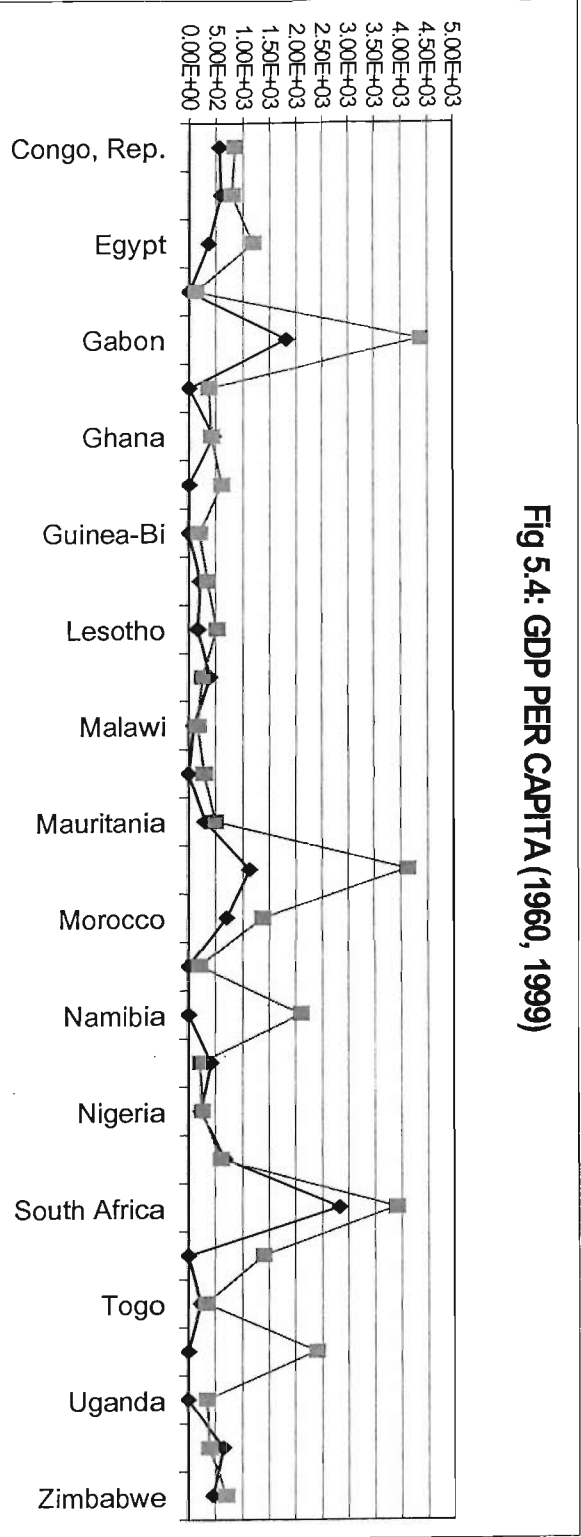 Fig 5.4: GDP PER CAPITA (1960, 1999)
5.00E+03
4.50E+03
4.00E+03
3.50E+03
3.00E+03
2.50E+03
2.00E+03
1.50E+03
1.00E+03
5.00E+02
0.00E+00
Congo, Rep.
Egypt
Gabon
Ghana
Guinea-Bi
Lesotho
Malawi
Mauritania
Morocco
Namibia
Nigeria
South Africa
Togo
Uganda
Zimbabwe